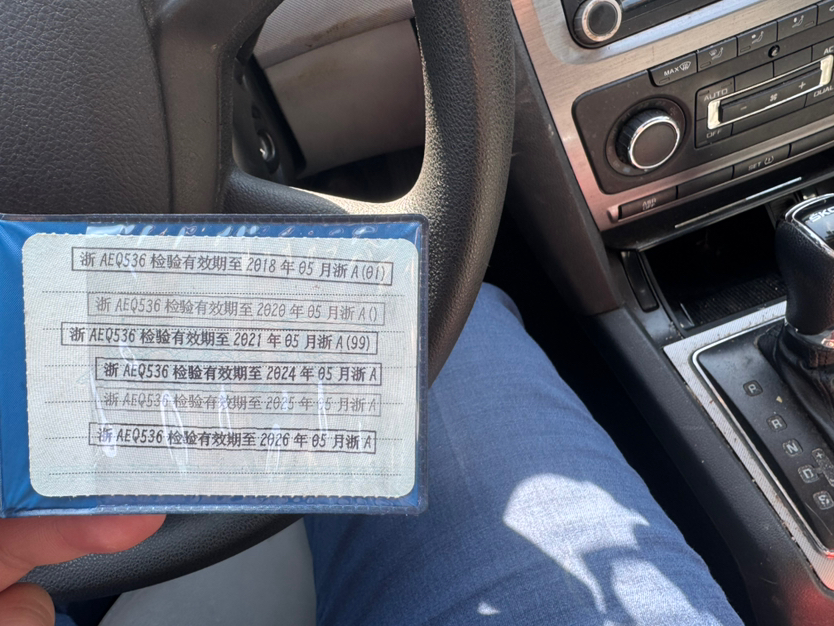 MAX
AUTO
OFF
SET
浙 AEQ536 检验有效期至 2018 年 05 月浙 A(01)
浙 AEQ536 检验有效期至 2020 年 05 月浙 A()
浙 AEQ536 检验有效期至 2021 年 05 月浙 A(99)
浙 AEQ536 检验有效期至 2024 年 05 月浙 A
浙 AEQ536 检验有效期至 2025 年 05 月浙 A
浙 AEQ536 检验有效期至 2026 年 05 月浙 A
P
R
N
D
S